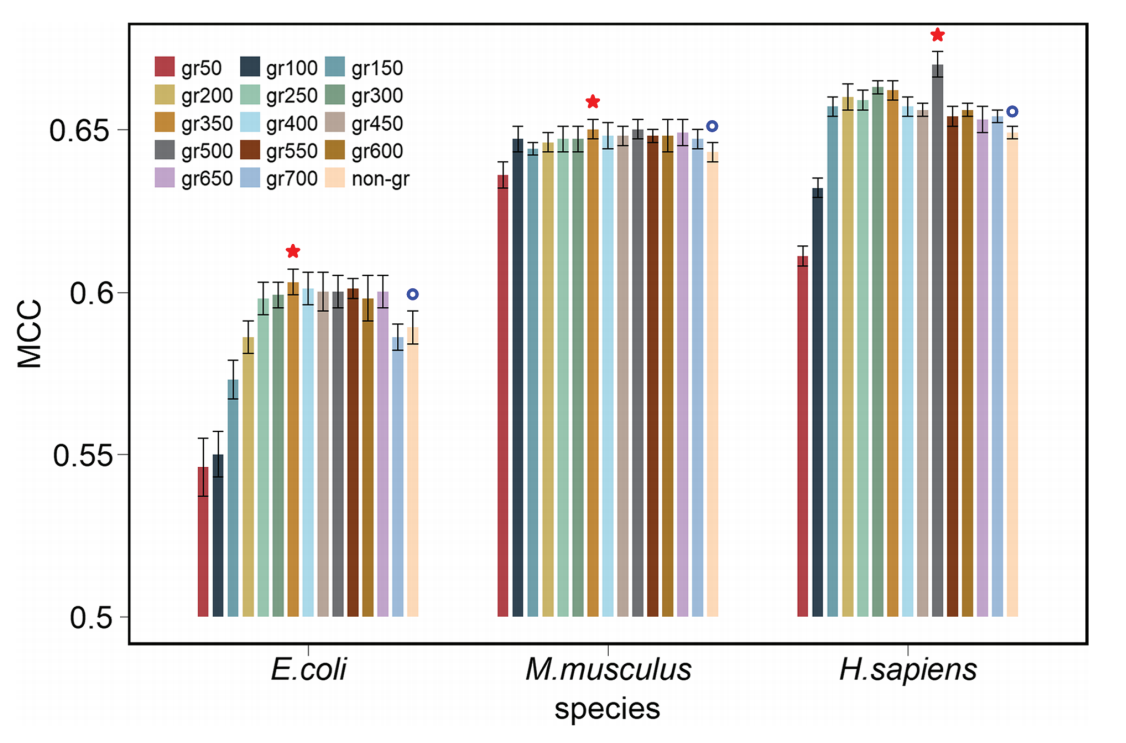 gr50 gr100 gr150
gr200 gr250 gr300
gr350 gr400 gr450
gr500 gr550 gr600
gr650 gr700 non-gr
0.65
0.6
0.55
0.5
MCC
E.coli M.musculus H.sapiens
species